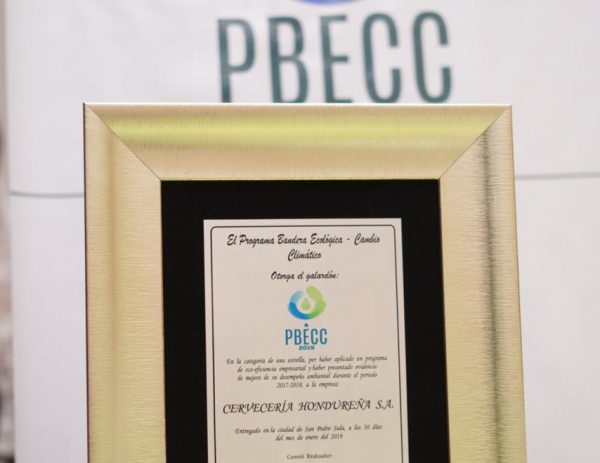 PBECC
El Programa Bandera Ecológica - Cambio
Climático
Otorga el galardón:
PBECC
2019
En la categoría de una estrella, por haber aplicado un programa
de eco-eficiencia empresarial y haber presentado evidencia
de mejora de su desempeño ambiental durante el periodo
2017-2018, a la empresa:
CERVECERÍA HONDUREÑA S.A.
Entregado en la ciudad de San Pedro Sula, a los 30 días
del mes de enero del 2019
Comité Evaluador: